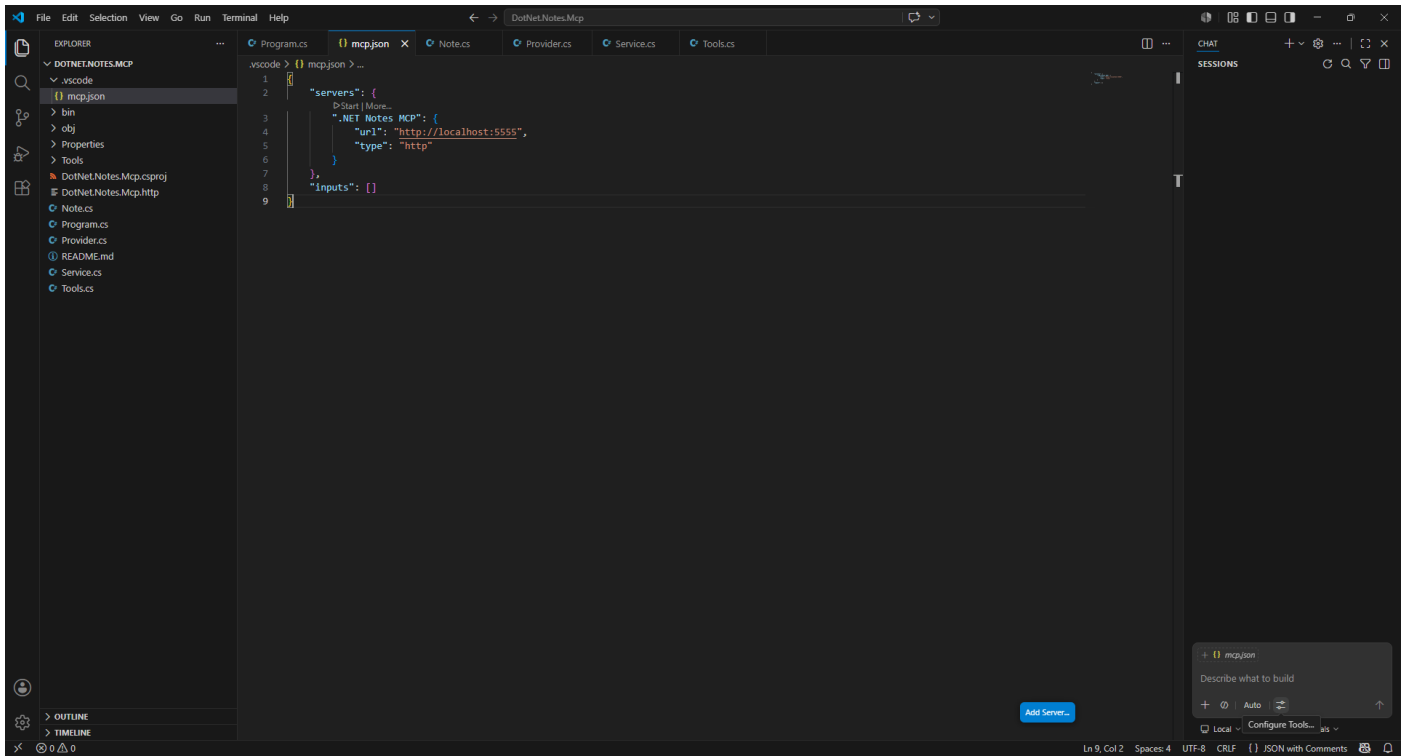 File Edit Selection View Go Run Terminal Help
DotNet.Notes.Mcp
EXPLORER
DOTNET.NOTES.MCP
.vscode
{} mcp.json
bin
obj
Properties
Tools
DotNet.Notes.Mcp.csproj
DotNet.Notes.Mcp.http
Note.cs
Program.cs
Provider.cs
README.md
Service.cs
Tools.cs
OUTLINE
TIMELINE
Program.cs {} mcp.json Note.cs Provider.cs Service.cs Tools.cs
.vscode > {} mcp.json > ...
1 {
2 "servers": {
Start | More...
3 ".NET Notes MCP": {
4 "url": "http://localhost:5555",
5 "type": "http"
6 }
7 },
8 "inputs": []
9 }
Add Server...
CHAT
SESSIONS
{} mcp.json
Describe what to build
Auto
Configure Tools...
Local
0 0
Ln 9, Col 2 Spaces: 4 UTF-8 CRLF {} JSON with Comments